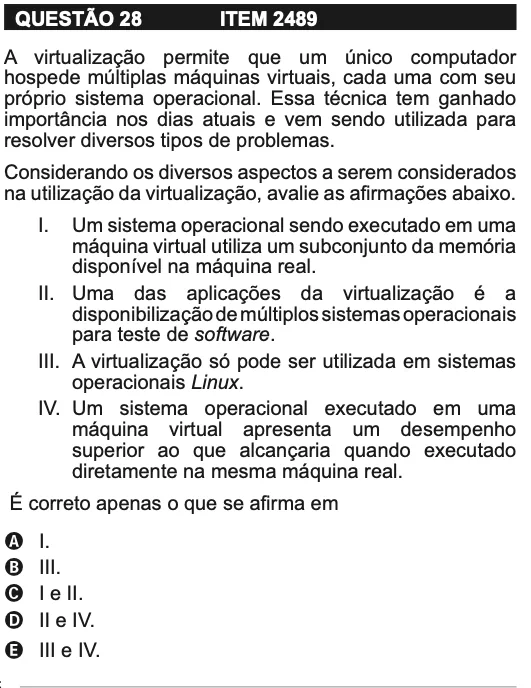 QUESTÃO 28 ITEM 2489
A virtualização permite que um único computador
hospede múltiplas máquinas virtuais, cada uma com seu
próprio sistema operacional. Essa técnica tem ganhado
importância nos dias atuais e vem sendo utilizada para
resolver diversos tipos de problemas.
Considerando os diversos aspectos a serem considerados
na utilização da virtualização, avalie as afirmações abaixo.
I. Um sistema operacional sendo executado em uma
máquina virtual utiliza um subconjunto da memória
disponível na máquina real.
II. Uma das aplicações da virtualização é a
disponibilização de múltiplos sistemas operacionais
para teste de software.
III. A virtualização só pode ser utilizada em sistemas
operacionais Linux.
IV. Um sistema operacional executado em uma
máquina virtual apresenta um desempenho
superior ao que alcançaria quando executado
diretamente na mesma máquina real.
É correto apenas o que se afirma em
A I.
B III.
C I e II.
D II e IV.
E III e IV.